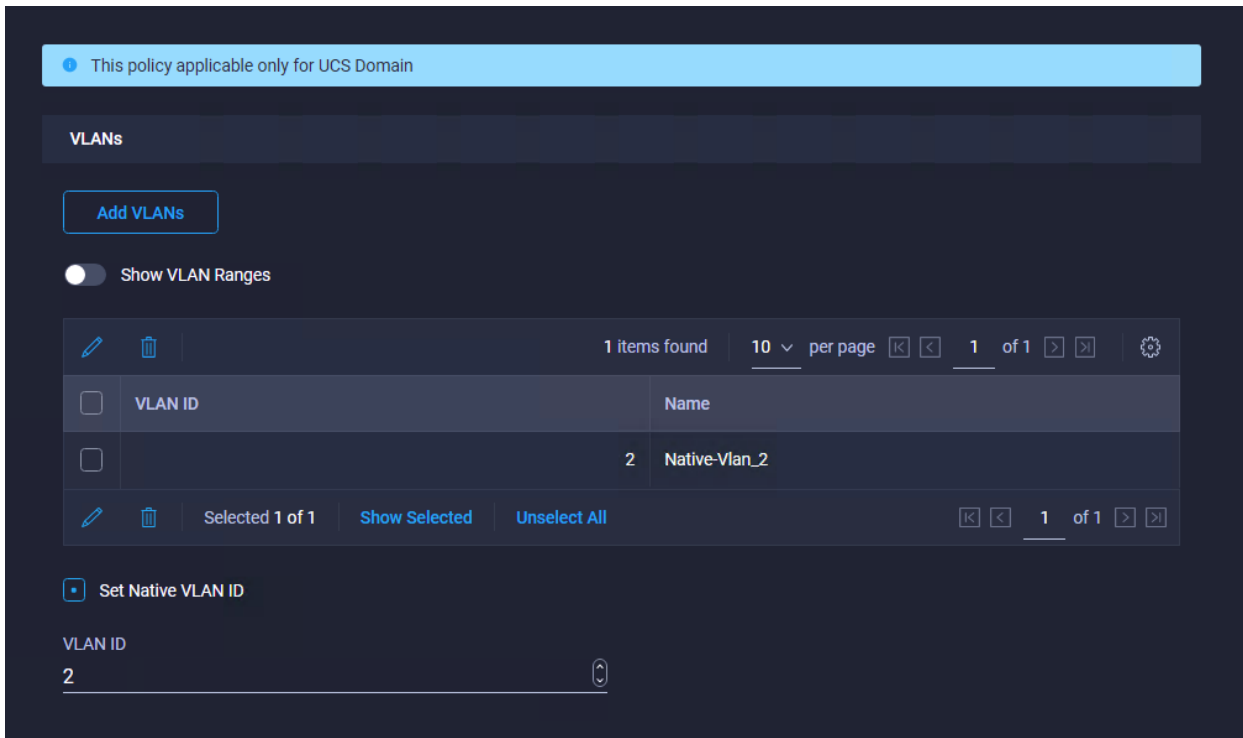 This policy applicable only for UCS Domain
VLANs
Add VLANs
Show VLAN Ranges
1 items found 10 per page 1 of 1
VLAN ID Name
2 Native-Vlan_2
Selected 1 of 1 Show Selected Unselect All 1 of 1
Set Native VLAN ID
VLAN ID
2